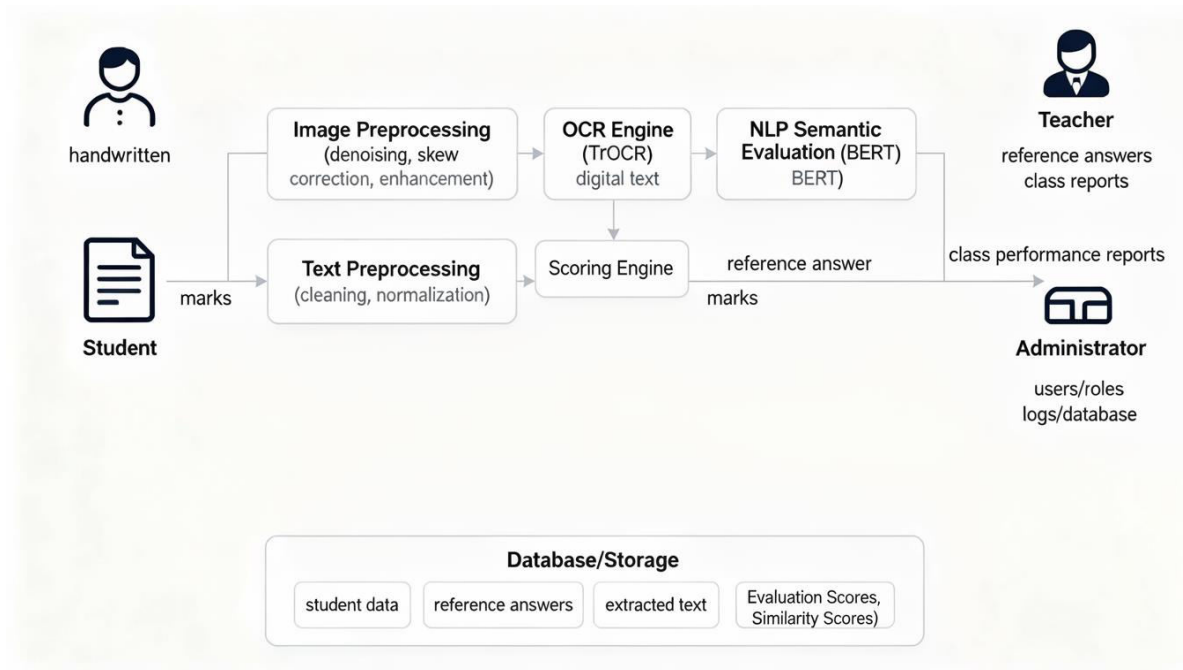 handwritten
Student
marks
Image Preprocessing
(denoising, skew
correction, enhancement)
OCR Engine
(TrOCR)
digital text
NLP Semantic
Evaluation (BERT)
BERT)
Text Preprocessing
(cleaning, normalization)
Scoring Engine
reference answer
marks
Teacher
reference answers
class reports
class performance reports
Administrator
users/roles
logs/database
Database/Storage
student data
reference answers
extracted text
Evaluation Scores,
Similarity Scores)